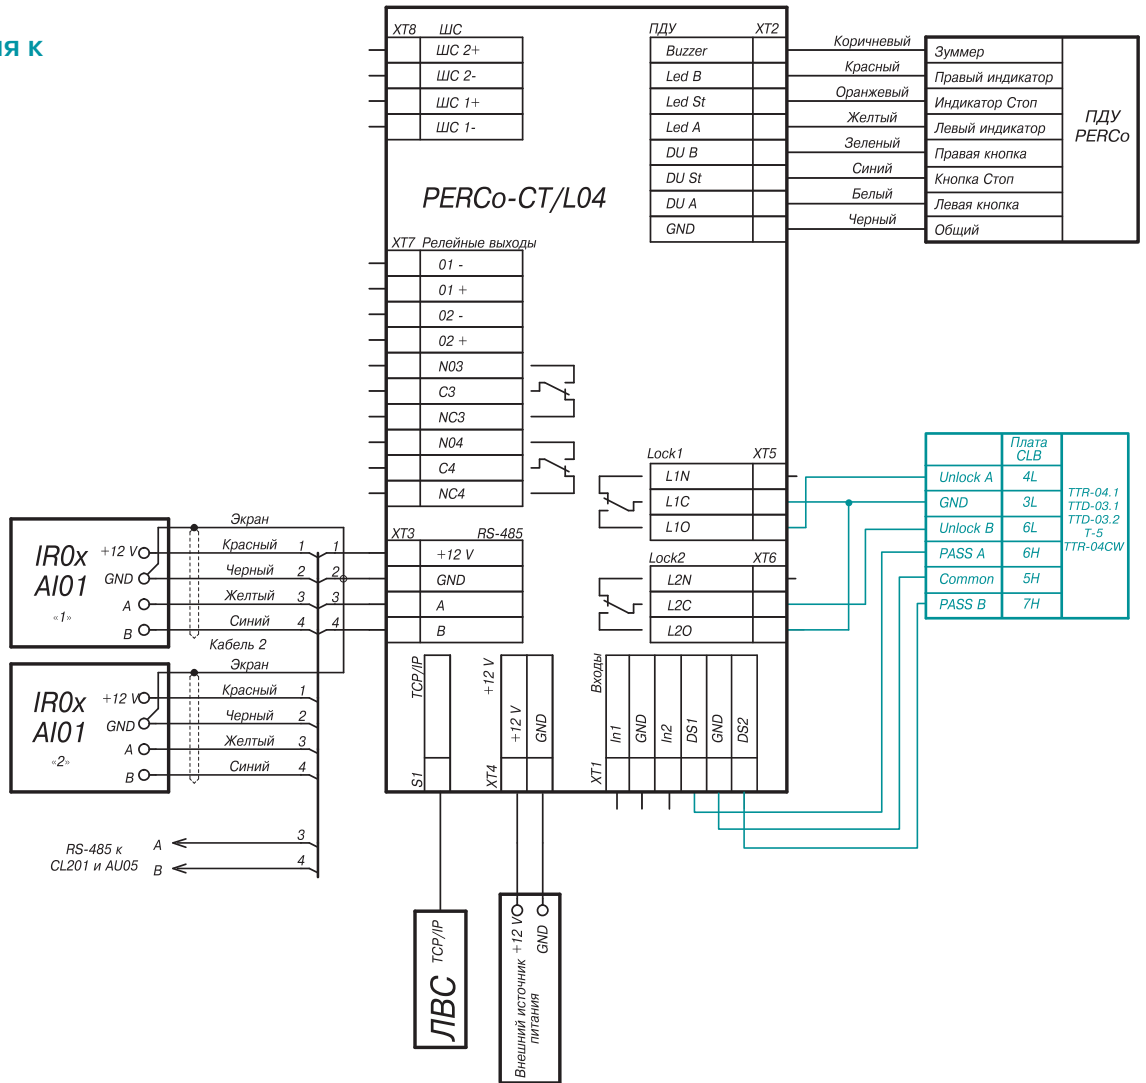 я к
XT8 ШС
ШС 2+
ШС 2-
ШС 1+
ШС 1-
PERCo-CT/L04
XT7 Релейные выходы
01 -
01 +
02 -
02 +
N03
C3
NC3
N04
C4
NC4
XT3 RS-485
+12 V
GND
A
B
ПДУ XT2
Buzzer
Led B
Led St
Led A
DU B
DU St
DU A
GND
Коричневый
Красный
Оранжевый
Желтый
Зеленый
Синий
Белый
Черный
Зуммер
Правый индикатор
Индикатор Стоп
Левый индикатор
Правая кнопка
Кнопка Стоп
Левая кнопка
Общий
ПДУ
PERCo
Lock1 XT5
L1N
L1C
L1O
Lock2 XT6
L2N
L2C
L2O
Плата
CLB
Unlock A 4L
GND 3L
Unlock B 6L
PASS A 6H
Common 5H
PASS B 7H
TTR-04.1
TTD-03.1
TTD-03.2
T-5
TTR-04CW
IR0x
AI01
«1»
+12 V
GND
A
B
Экран
Красный 1 1
Черный 2 2
Желтый 3 3
Синий 4 4
Кабель 2
IR0x
AI01
«2»
+12 V
GND
A
B
Экран
Красный 1
Черный 2
Желтый 3
Синий 4
RS-485 к
CL201 и AU05
A 3
B 4
TCP/IP
S1
+12 V
XT4
+12 V
GND
Входы
XT1
In1
GND
In2
DS1
GND
DS2
ЛВС TCP/IP
Внешний источник
питания
+12 V
GND